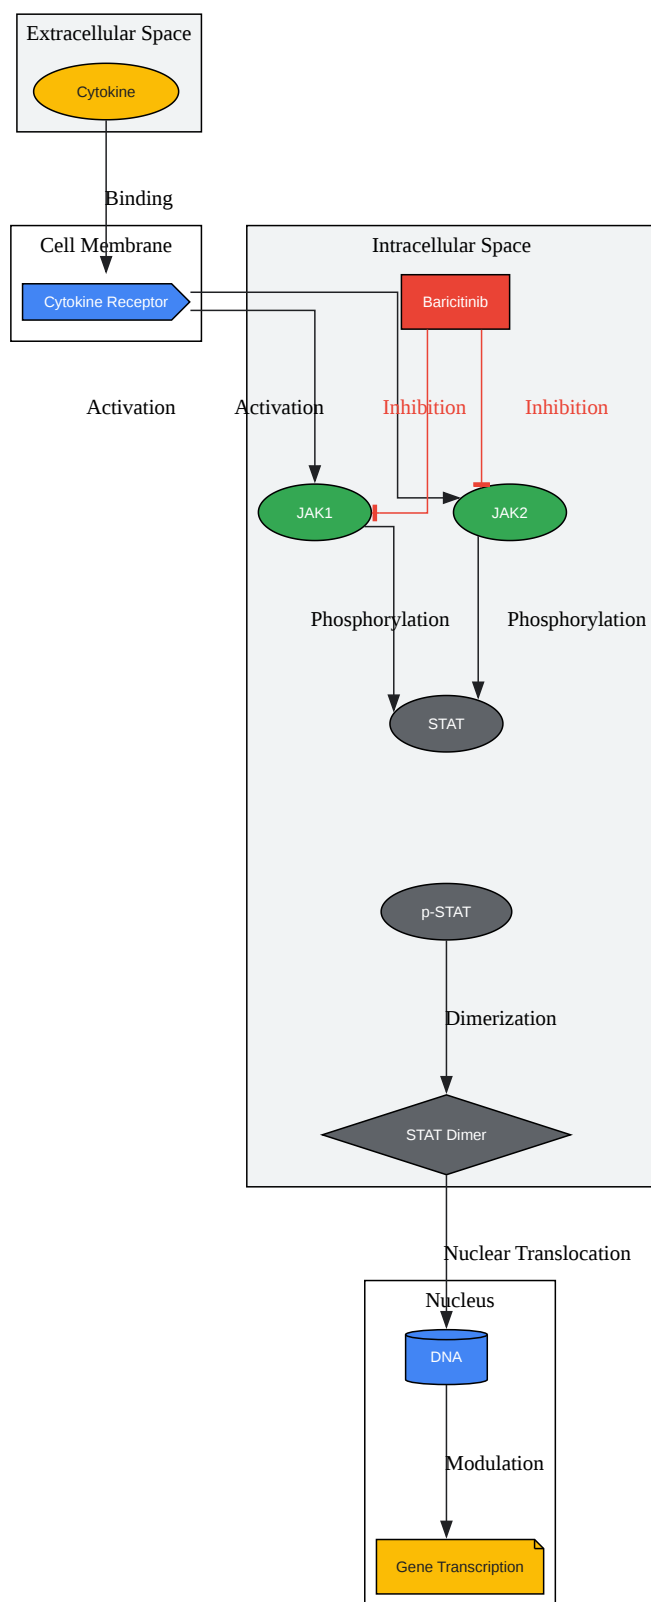 Extracellular Space
Cytokine
Binding
Cell Membrane
Intracellular Space
Cytokine Receptor
Baricitinib
Activation
Activation
Inhibition
Inhibition
JAK1
JAK2
Phosphorylation
Phosphorylation
STAT
p-STAT
Dimerization
STAT Dimer
Nuclear Translocation
Nucleus
DNA
Modulation
Gene Transcription